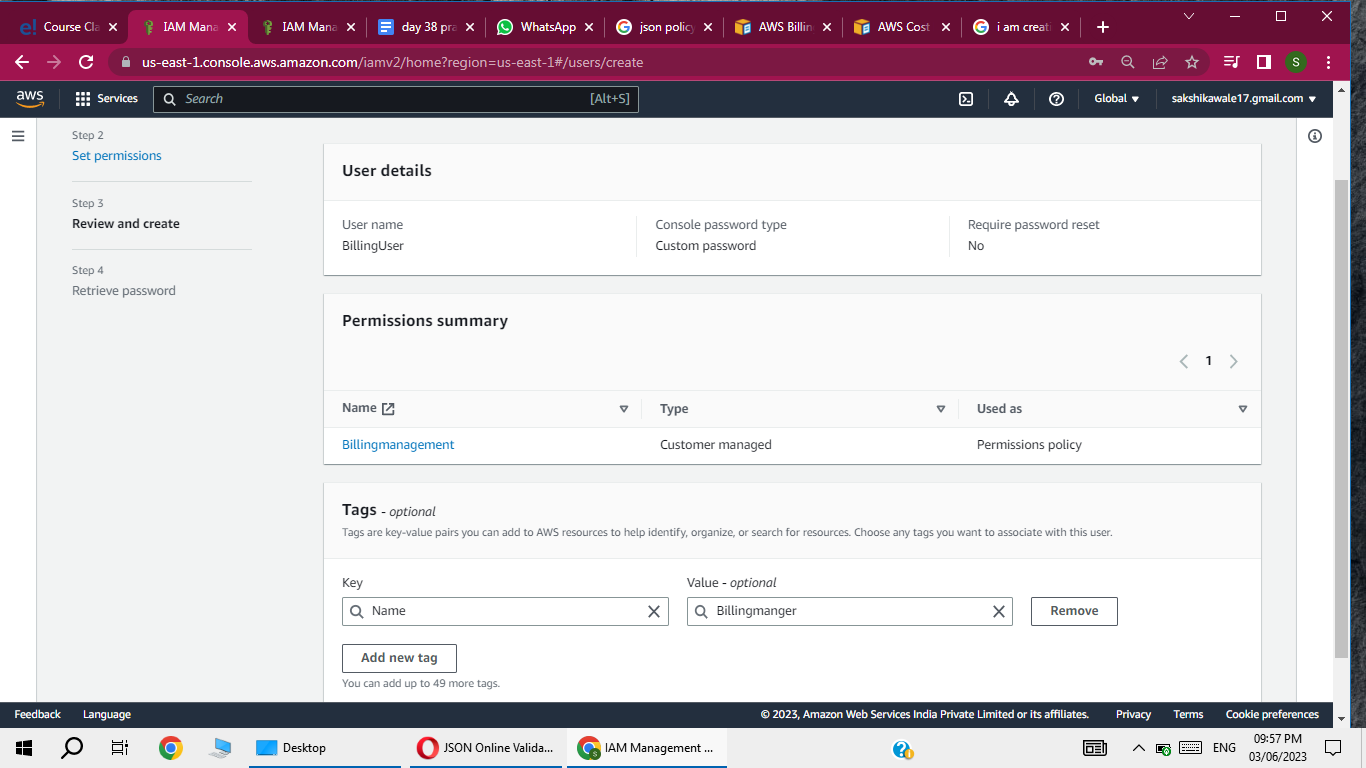 Course Cla
IAM Mana
IAM Mana
day 38 pra
WhatsApp
json policy
AWS Billin
AWS Cost
i am creati
us-east-1.console.aws.amazon.com/iamv2/home?region=us-east-1#/users/create
S
aws
Services
Search
[Alt+S]
Global
sakshikawale17.gmail.com
Step 2
Set permissions
Step 3
Review and create
Step 4
Retrieve password
User details
User name
Console password type
Require password reset
BillingUser
Custom password
No
Permissions summary
1
Name
Type
Used as
Billingmanagement
Customer managed
Permissions policy
Tags - optional
Tags are key-value pairs you can add to AWS resources to help identify, organize, or search for resources. Choose any tags you want to associate with this user.
Key
Value - optional
Name
Billingmanger
Remove
Add new tag
You can add up to 49 more tags.
Feedback
Language
© 2023, Amazon Web Services India Private Limited or its affiliates.
Privacy
Terms
Cookie preferences
Desktop
JSON Online Valida...
IAM Management ...
ENG
09:57 PM
03/06/2023